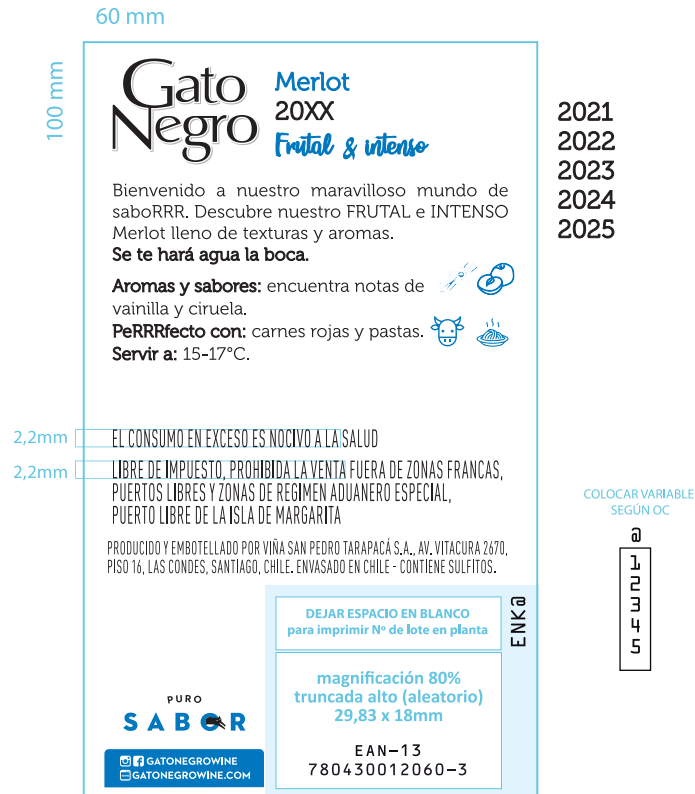 60 mm
100 mm
Gato
Negro
Merlot
20XX
Frutal & intenso
2021
2022
2023
2024
2025
Bienvenido a nuestro maravilloso mundo de
saboRRR. Descubre nuestro FRUTAL e INTENSO
Merlot lleno de texturas y aromas.
Se te hará agua la boca.
Aromas y sabores: encuentra notas de
vainilla y ciruela.
PeRRRfecto con: carnes rojas y pastas.
Servir a: 15-17°C.
2,2mm
EL CONSUMO EN EXCESO ES NOCIVO A LA SALUD
2,2mm
LIBRE DE IMPUESTO, PROHIBIDA LA VENTA FUERA DE ZONAS FRANCAS,
PUERTOS LIBRES Y ZONAS DE REGIMEN ADUANERO ESPECIAL,
PUERTO LIBRE DE LA ISLA DE MARGARITA
PRODUCIDO Y EMBOTELLADO POR VIÑA SAN PEDRO TARAPACÁ S.A., AV. VITACURA 2670,
PISO 16, LAS CONDES, SANTIAGO, CHILE. ENVASADO EN CHILE - CONTIENE SULFITOS.
COLOCAR VARIABLE
SEGÚN OC
@
1
2
3
4
5
DEJAR ESPACIO EN BLANCO
para imprimir Nº de lote en planta
ENK@
magnificación 80%
truncada alto (aleatorio)
29,83 x 18mm
EAN-13
780430012060-3
PURO
SABOR
GATONEGROWINE
GATONEGROWINE.COM